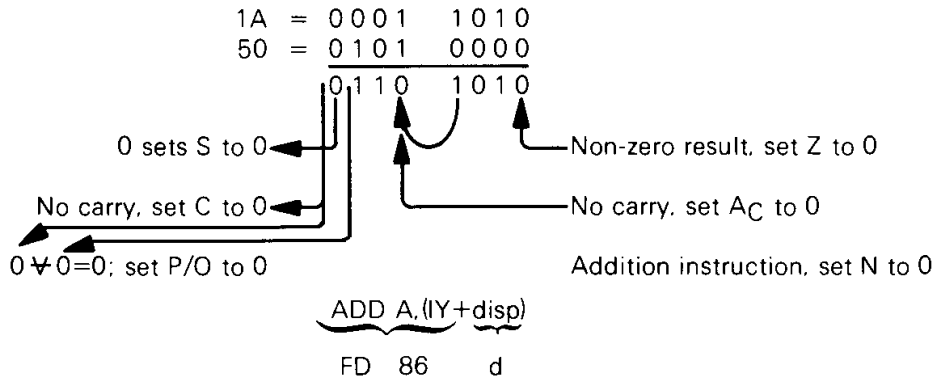 1A = 0001 1010
50 = 0101 0000
0110 1010
0 sets S to 0
Non-zero result, set Z to 0
No carry, set C to 0
No carry, set AC to 0
0⊻0=0; set P/O to 0
Addition instruction, set N to 0
ADD A,(IY+disp)
FD 86 d